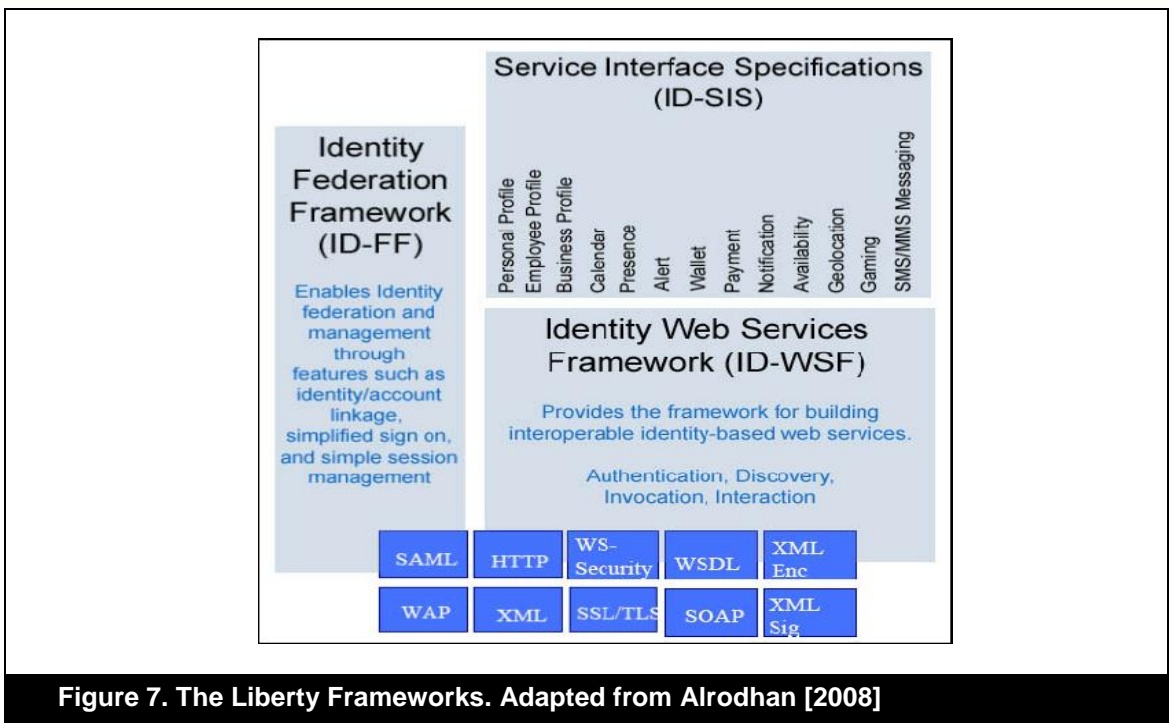 Service Interface Specifications
(ID-SIS)
Personal Profile
Employee Profile
Business Profile
Calender
Presence
Alert
Wallet
Payment
Notification
Availability
Geolocation
Gaming
SMS/MMS Messaging
Identity
Federation
Framework
(ID-FF)
Enables Identity
federation and
management
through
features such as
identity/account
linkage,
simplified sign on,
and simple session
management
Identity Web Services
Framework (ID-WSF)
Provides the framework for building
interoperable identity-based web services.
Authentication, Discovery,
Invocation, Interaction
SAML
HTTP
WS-
Security
WSDL
XML
Enc
WAP
XML
SSL/TLS
SOAP
XML
Sig
Figure 7. The Liberty Frameworks. Adapted from Alrodhan [2008]